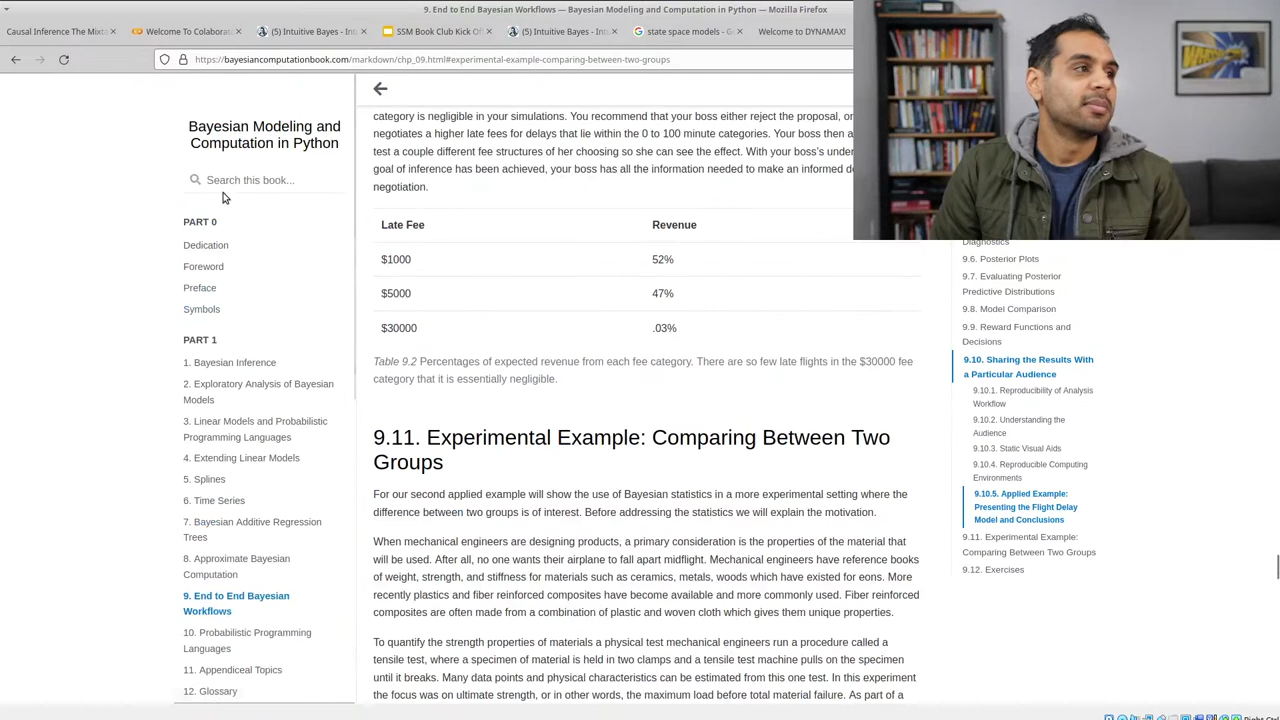 9. End to End Bayesian Workflows — Bayesian Modeling and Computation in Python — Mozilla Firefox
Causal Inference The Mixta
Welcome To Colaborat
(5) Intuitive Bayes - Int
SSM Book Club Kick Of
(5) Intuitive Bayes - Int
state space models - G
Welcome to DYNAMAX!
https://bayesiancomputationbook.com/markdown/chp_09.html#experimental-example-comparing-between-two-groups
Bayesian Modeling and
Computation in Python
Search this book...
PART 0
Dedication
Foreword
Preface
Symbols
PART 1
1. Bayesian Inference
2. Exploratory Analysis of Bayesian
Models
3. Linear Models and Probabilistic
Programming Languages
4. Extending Linear Models
5. Splines
6. Time Series
7. Bayesian Additive Regression
Trees
8. Approximate Bayesian
Computation
9. End to End Bayesian
Workflows
10. Probabilistic Programming
Languages
11. Appendiceal Topics
12. Glossary
category is negligible in your simulations. You recommend that your boss either reject the proposal, or
negotiates a higher late fees for delays that lie within the 0 to 100 minute categories. Your boss then a
test a couple different fee structures of her choosing so she can see the effect. With your boss's under
goal of inference has been achieved, your boss has all the information needed to make an informed de
negotiation.
Late Fee Revenue
$1000 52%
$5000 47%
$30000 .03%
Table 9.2 Percentages of expected revenue from each fee category. There are so few late flights in the $30000 fee
category that it is essentially negligible.
9.11. Experimental Example: Comparing Between Two
Groups
For our second applied example will show the use of Bayesian statistics in a more experimental setting where the
difference between two groups is of interest. Before addressing the statistics we will explain the motivation.
When mechanical engineers are designing products, a primary consideration is the properties of the material that
will be used. After all, no one wants their airplane to fall apart midflight. Mechanical engineers have reference books
of weight, strength, and stiffness for materials such as ceramics, metals, woods which have existed for eons. More
recently plastics and fiber reinforced composites have become available and more commonly used. Fiber reinforced
composites are often made from a combination of plastic and woven cloth which gives them unique properties.
To quantify the strength properties of materials a physical test mechanical engineers run a procedure called a
tensile test, where a specimen of material is held in two clamps and a tensile test machine pulls on the specimen
until it breaks. Many data points and physical characteristics can be estimated from this one test. In this experiment
the focus was on ultimate strength, or in other words, the maximum load before total material failure. As part of a
Diagnostics
9.6. Posterior Plots
9.7. Evaluating Posterior
Predictive Distributions
9.8. Model Comparison
9.9. Reward Functions and
Decisions
9.10. Sharing the Results With
a Particular Audience
9.10.1. Reproducibility of Analysis
Workflow
9.10.2. Understanding the
Audience
9.10.3. Static Visual Aids
9.10.4. Reproducible Computing
Environments
9.10.5. Applied Example:
Presenting the Flight Delay
Model and Conclusions
9.11. Experimental Example:
Comparing Between Two Groups
9.12. Exercises